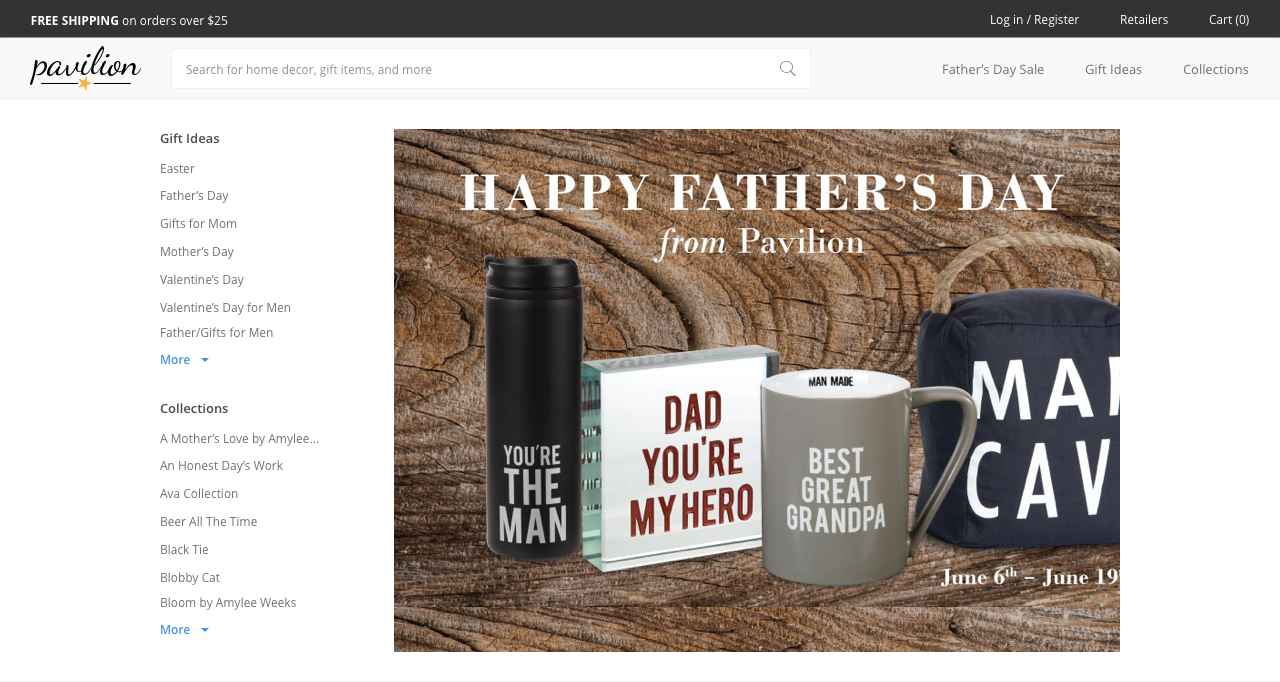 FREE SHIPPING on orders over $25
Log in / Register
Retailers
Cart (0)
pavilion
Search for home decor, gift items, and more
Father's Day Sale
Gift Ideas
Collections
Gift Ideas
Easter
Father's Day
Gifts for Mom
Mother's Day
Valentine's Day
Valentine's Day for Men
Father/Gifts for Men
More
Collections
A Mother's Love by Amylee...
An Honest Day's Work
Ava Collection
Beer All The Time
Black Tie
Blobby Cat
Bloom by Amylee Weeks
More
HAPPY FATHER'S DAY
from Pavilion
YOU'RE
THE
MAN
DAD
YOU'RE
MY HERO
MAN MADE
BEST
GREAT
GRANDPA
MA
CAV
June 6th – June 19